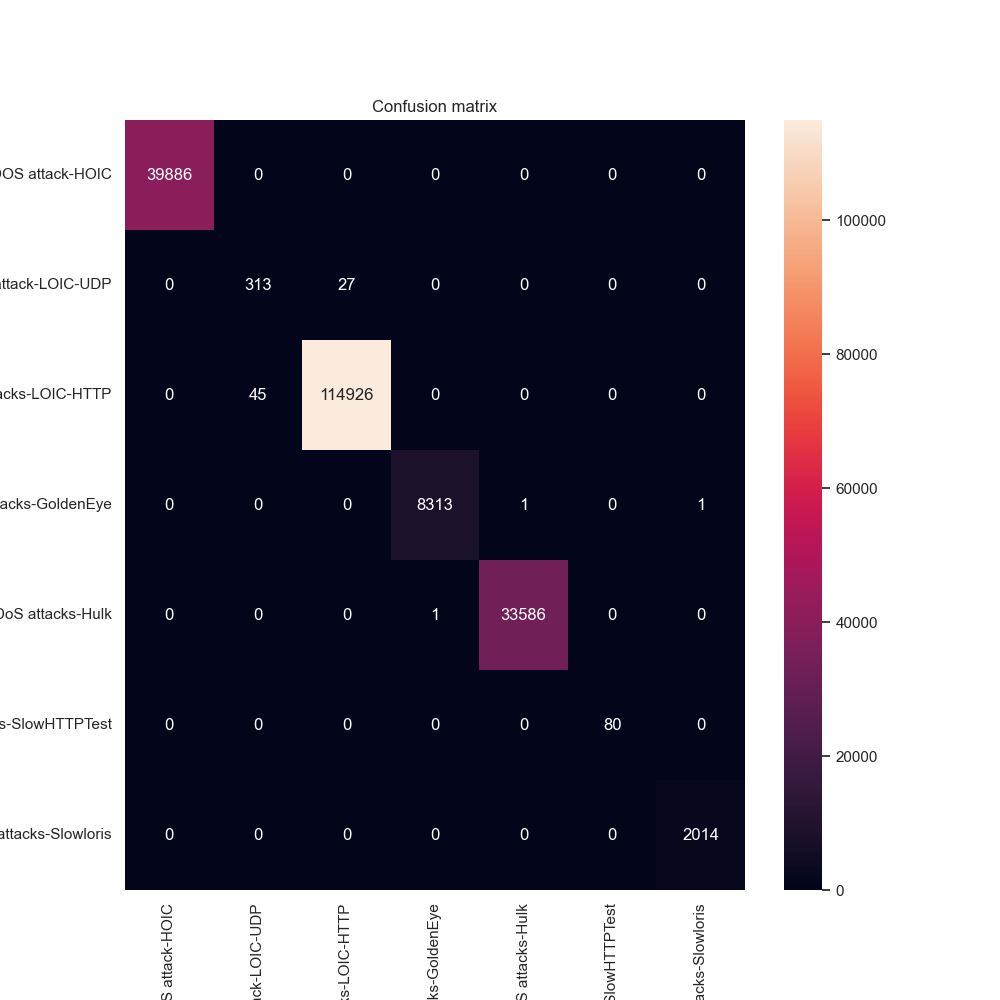 Confusion matrix
OS attack-HOIC 39886 0 0 0 0 0 0
attack-LOIC-UDP 0 313 27 0 0 0 0
acks-LOIC-HTTP 0 45 114926 0 0 0 0
acks-GoldenEye 0 0 0 8313 1 0 1
DoS attacks-Hulk 0 0 0 1 33586 0 0
s-SlowHTTPTest 0 0 0 0 0 80 0
attacks-Slowloris 0 0 0 0 0 0 2014
S attack-HOIC
ck-LOIC-UDP
ks-LOIC-HTTP
ks-GoldenEye
S attacks-Hulk
SlowHTTPTest
acks-Slowloris
100000
80000
60000
40000
20000
0